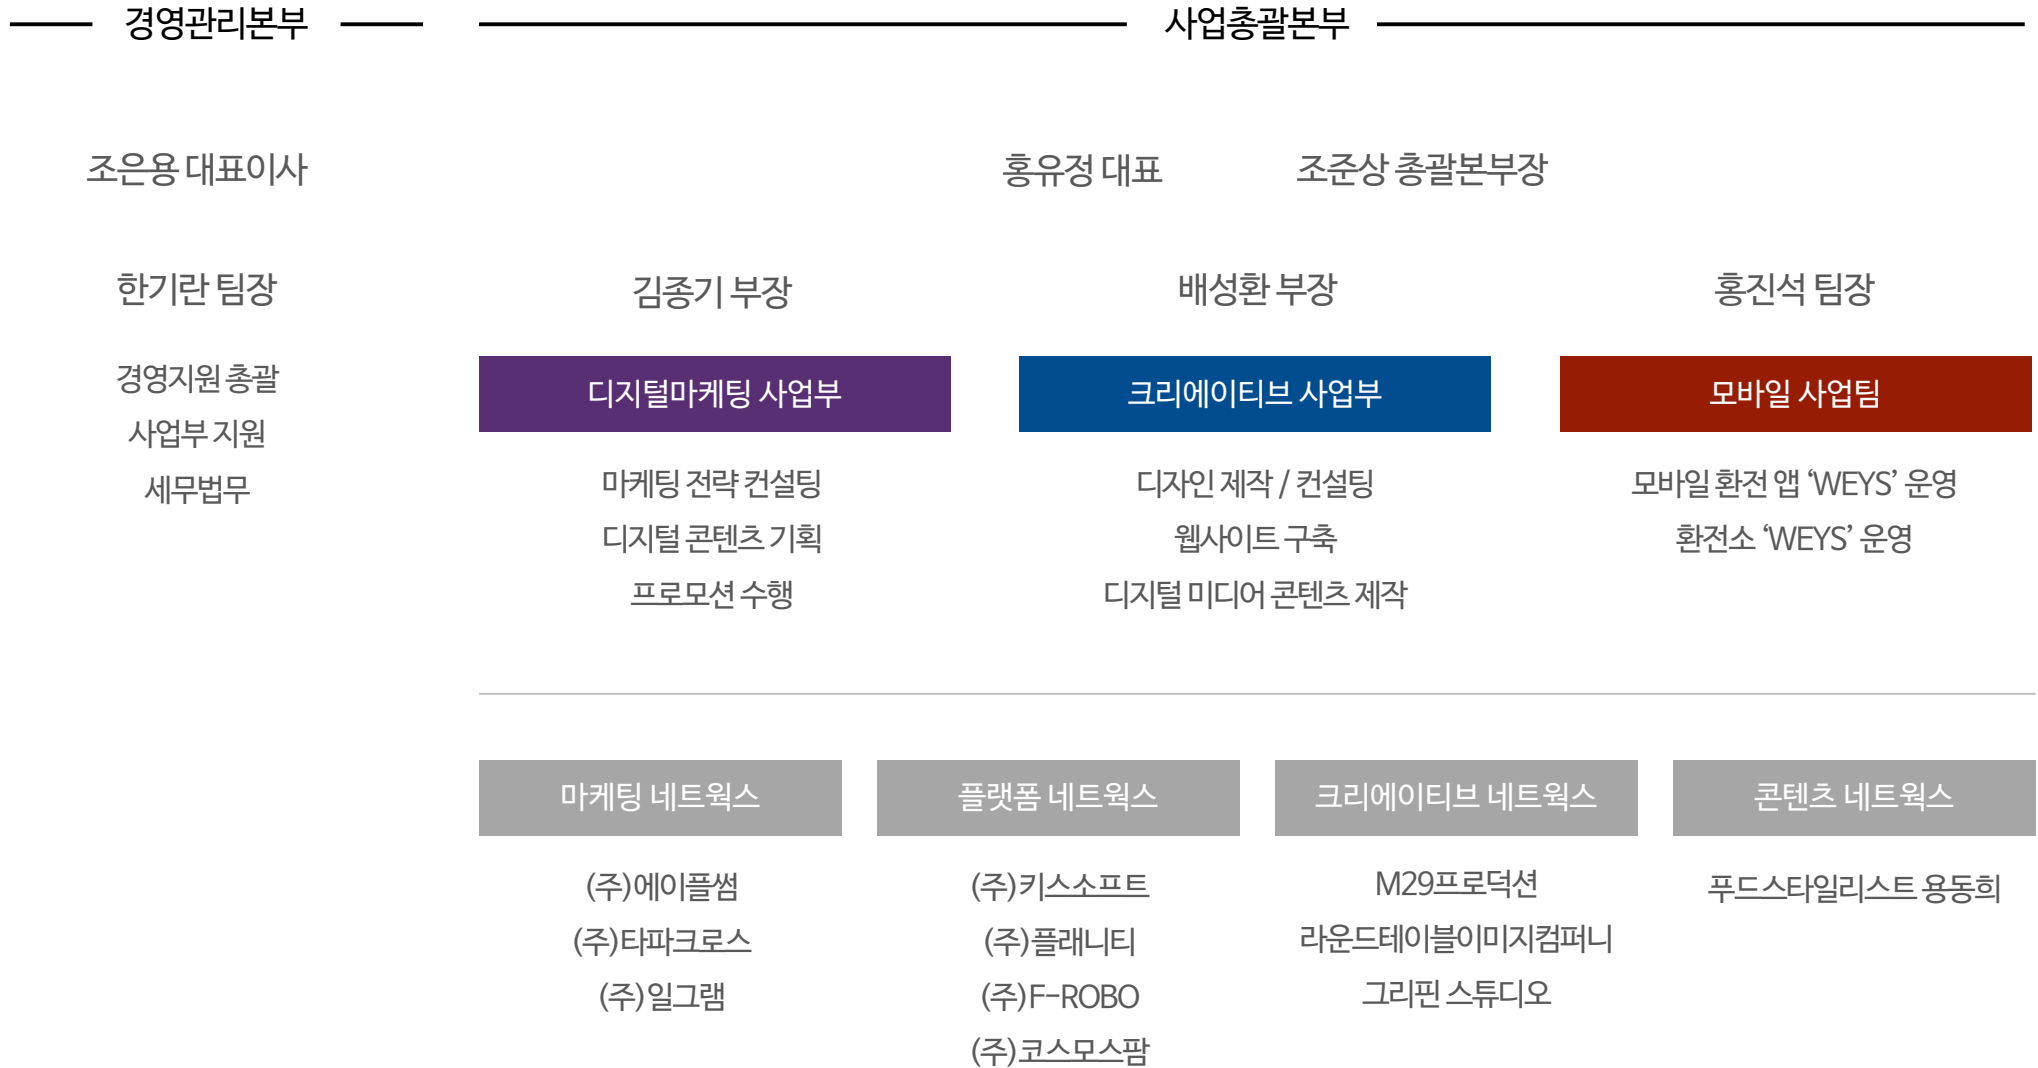 경영관리본부
사업총괄본부
조은용 대표이사
홍유정 대표
조준상 총괄본부장
한기란 팀장
김종기 부장
배성환 부장
홍진석 팀장
경영지원 총괄
사업부 지원
세무법무
디지털마케팅 사업부
마케팅 전략 컨설팅
디지털 콘텐츠 기획
프로모션 수행
크리에이티브 사업부
디자인 제작 / 컨설팅
웹사이트 구축
디지털 미디어 콘텐츠 제작
모바일 사업팀
모바일 환전 앱 ‘WEYS’ 운영
환전소 ‘WEYS’ 운영
마케팅 네트웍스
(주)에이플썸
(주)타파크로스
(주)일그램
플랫폼 네트웍스
(주)키스소프트
(주)플래니티
(주)F-ROBO
(주)코스모스팜
크리에이티브 네트웍스
M29프로덕션
라운드테이블이미지컴퍼니
그리핀 스튜디오
콘텐츠 네트웍스
푸드스타일리스트 용동희